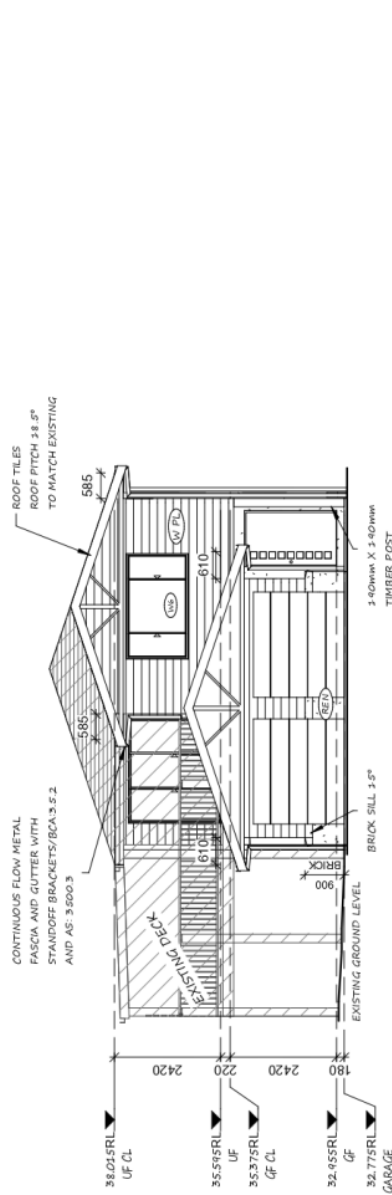 ROOF TILES
ROOF PITCH 18.5°
TO MATCH EXISTING
CONTINUOUS FLOW METAL
FASCIA AND GUTTER WITH
STANDOFF BRACKETS/BCA:3.5.2
AND AS: 3500.3
585
585
W PL
W6
610
610
EXISTING DECK
REN
BRICK
900
140mm X 140mm
TIMBER POST
BRICK SILL 15°
EXISTING GROUND LEVEL
2420
220
2420
180
38.015RL
UF CL
35.595RL
UF
35.375RL
GF CL
32.955RL
GF
32.775RL
GARAGE